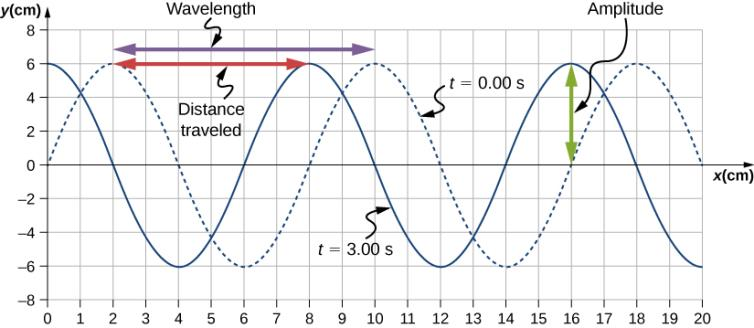 y(cm)
Wavelength
Amplitude
8
6
4
2
0
–2
–4
–6
–8
Distance
traveled
t = 0.00 s
t = 3.00 s
x(cm)
0 1 2 3 4 5 6 7 8 9 10 11 12 13 14 15 16 17 18 19 20